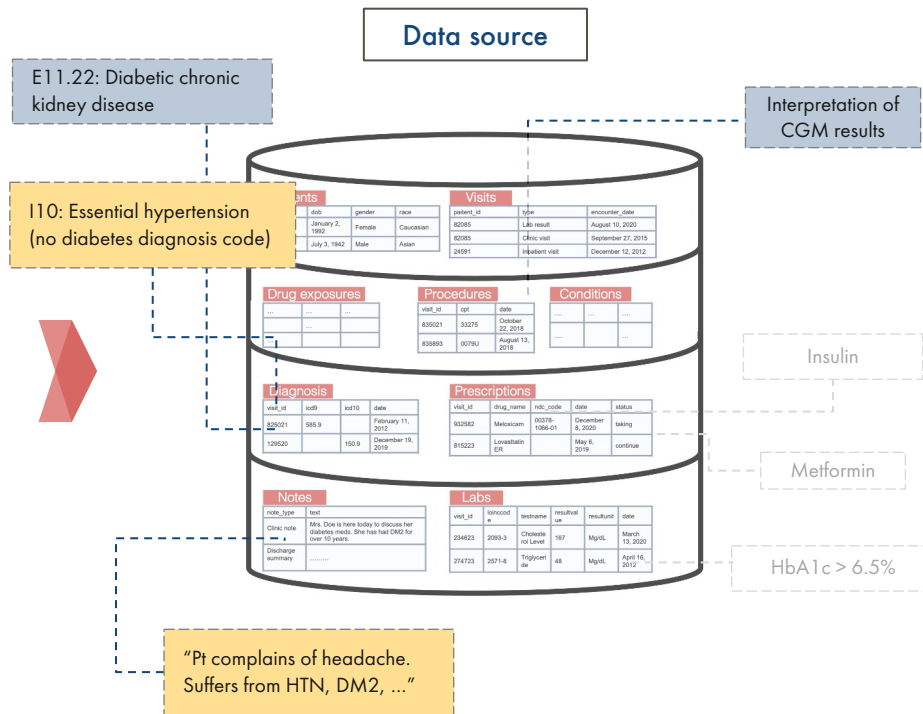 Data source
E11.22: Diabetic chronic
kidney disease
Interpretation of
CGM results
I10: Essential hypertension
(no diabetes diagnosis code)
ents
dob gender race
January 2, 1992 Female Caucasian
July 3, 1942 Male Asian
Visits
paitent_id type encounter_date
82085 Lab result August 10, 2020
82085 Clinic visit September 27, 2015
24591 Inpatient visit December 12, 2012
Drug exposures
... ... ...
...
...
Procedures
visit_id cpt date
835021 33275 October 22, 2018
835893 0079U August 13, 2018
Conditions
.... ... .....
.... ...
Insulin
Diagnosis
visit_id icd9 icd10 date
825021 585.9 February 11, 2012
129520 150.9 December 19, 2019
Prescriptions
visit_id drug_name ndc_code date status
932582 Meloxicam 00378-1066-01 December 8, 2020 taking
815223 Lovasttatin ER May 6, 2019 continue
Metformin
Notes
note_type text
Clinic note Mrs. Doe is here today to discuss her
diabetes meds. She has had DM2 for
over 10 years.
Discharge summary .........
Labs
visit_id loinccode testname resultvalue resultunit date
234623 2093-3 Cholesterol Level 167 Mg/dL March 13, 2020
274723 2571-8 Triglyceride 48 Mg/dL April 16, 2012
HbA1c > 6.5%
“Pt complains of headache.
Suffers from HTN, DM2, ...”